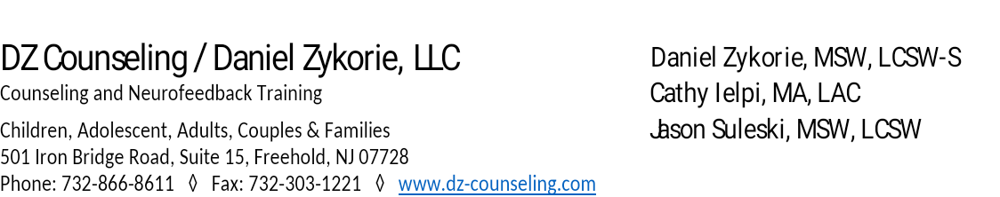 DZ Counseling / Daniel Zykorie, LLC
Counseling and Neurofeedback Training
Children, Adolescent, Adults, Couples & Families
501 Iron Bridge Road, Suite 15, Freehold, NJ 07728
Phone: 732-866-8611 ◊ Fax: 732-303-1221 ◊ www.dz-counseling.com
Daniel Zykorie, MSW, LCSW-S
Cathy Ielpi, MA, LAC
Jason Suleski, MSW, LCSW